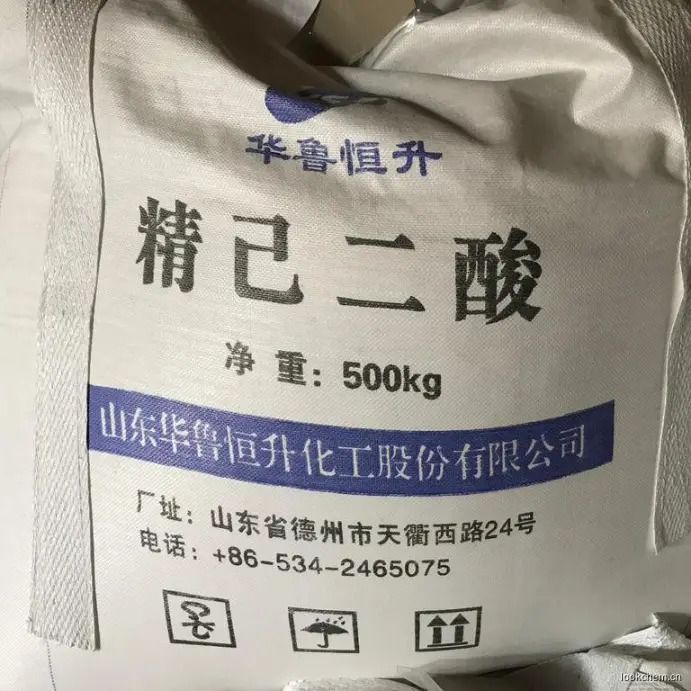 华鲁恒升
精己二酸
净重：500kg
山东华鲁恒升化工股份有限公司
厂址：山东省德州市天衢西路24号
电话：+86-534-2465075
lookchem.cn